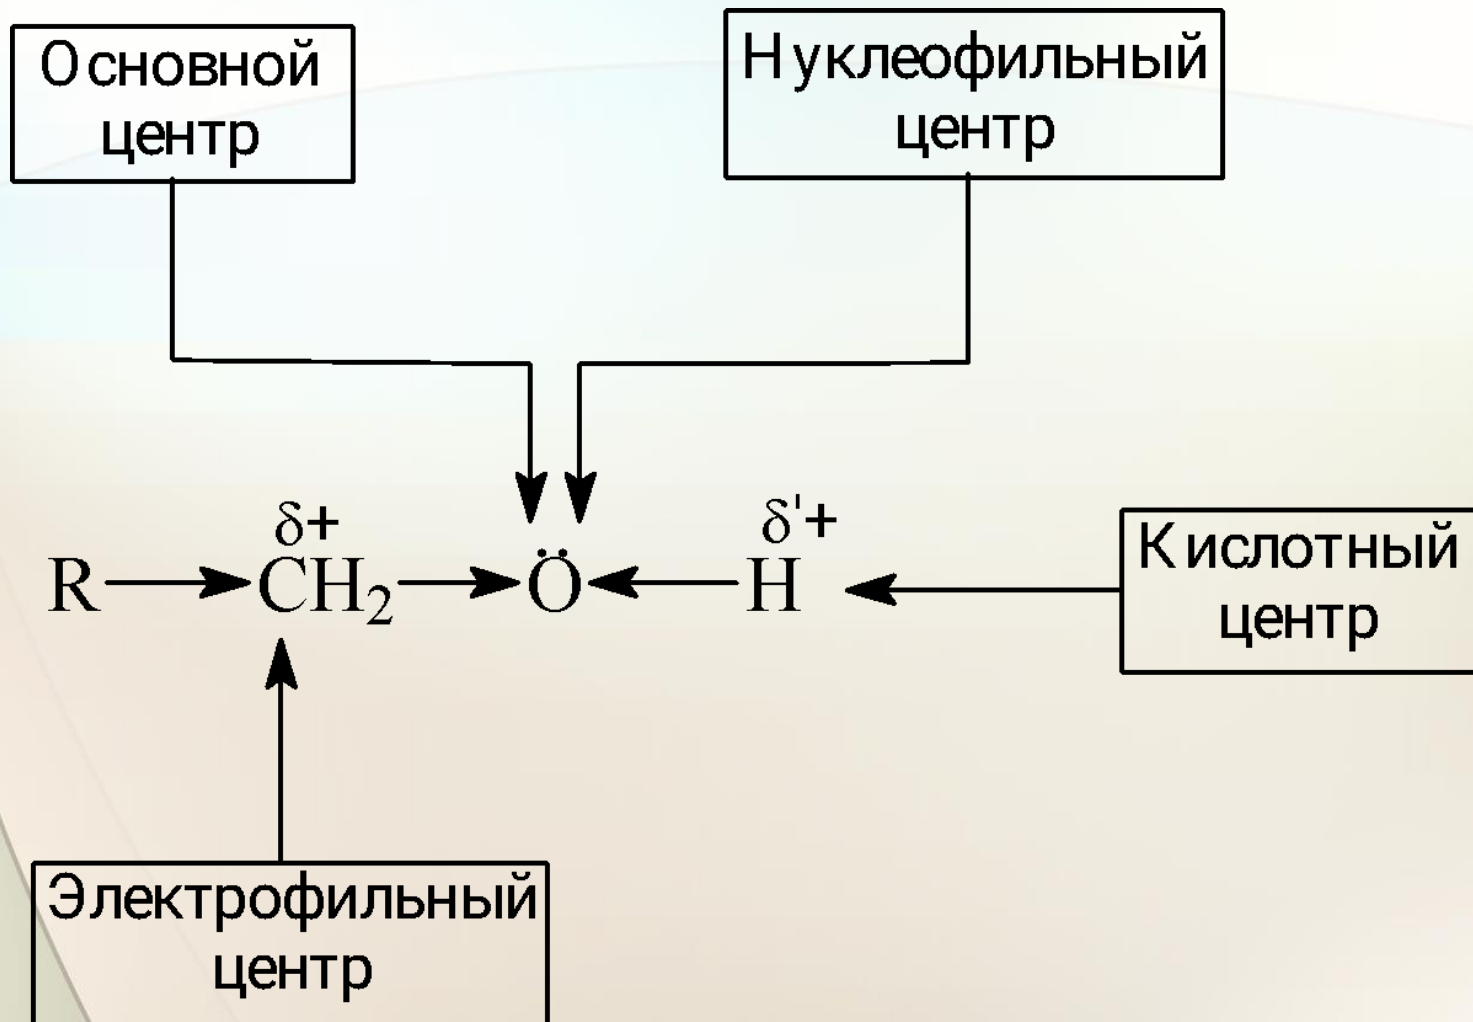 Основной
центр
Нуклеофильный
центр
δ+
δ'+
R CH₂ Ö H
Кислотный
центр
Электрофильный
центр